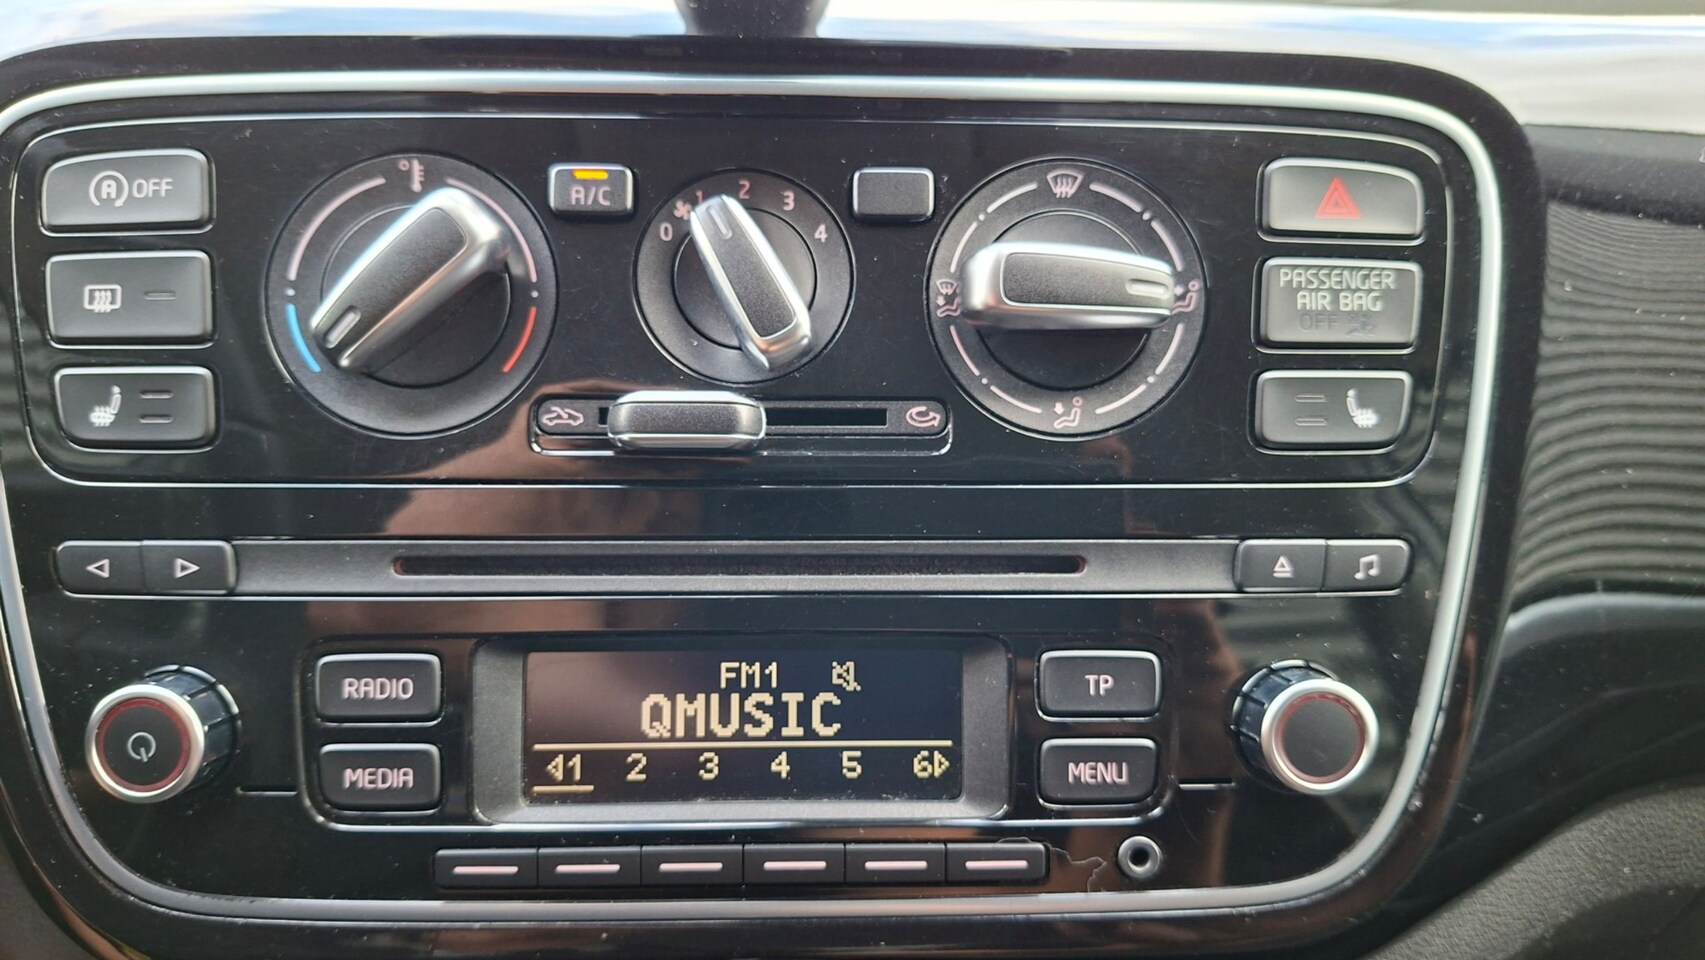 A OFF
A/C
0 1 2 3 4
PASSENGER
AIR BAG
OFF
RADIO
MEDIA
FM1
QMUSIC
1 2 3 4 5 6
TP
MENU